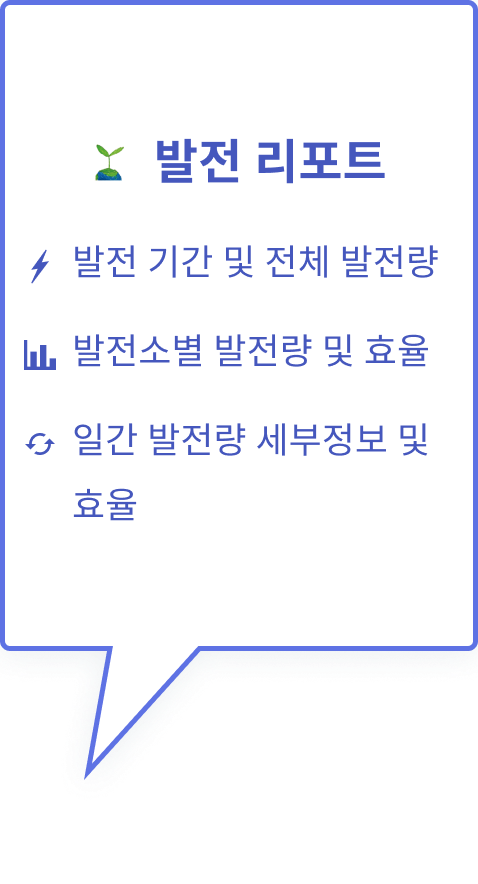 발전 리포트
발전 기간 및 전체 발전량
발전소별 발전량 및 효율
일간 발전량 세부정보 및
효율